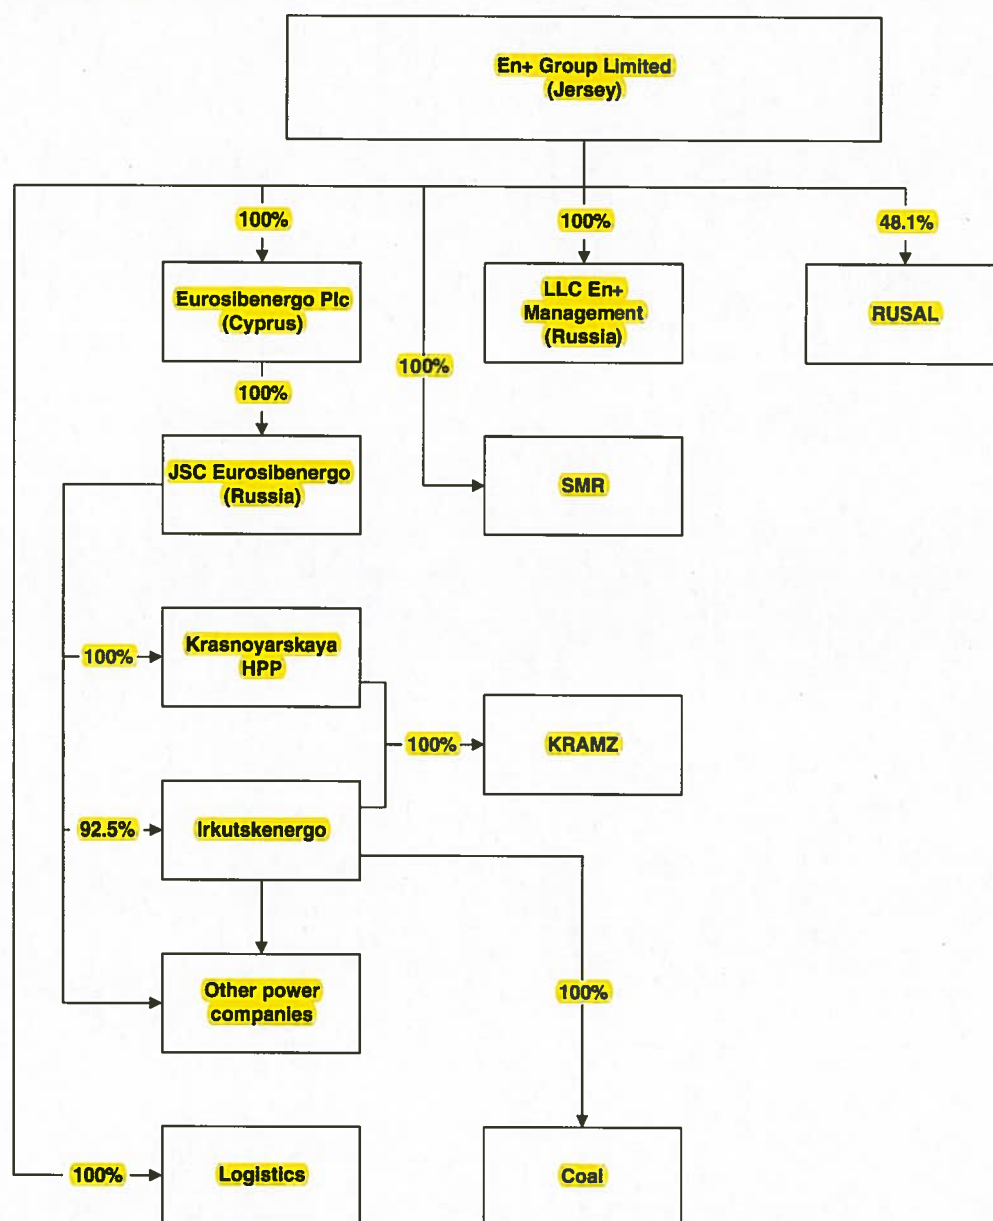 En+ Group Limited
(Jersey)
100%
100%
48.1%
Eurosibenergo Plc
(Cyprus)
LLC En+
Management
(Russia)
RUSAL
100%
100%
JSC Eurosibenergo
(Russia)
SMR
Krasnoyarskaya
HPP
100%
100%
KRAMZ
92.5%
Irkutskenergo
Other power
companies
100%
100%
Logistics
Coal